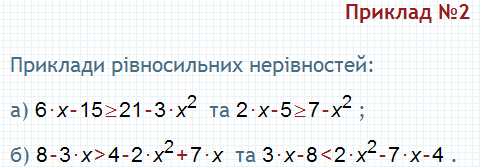 Приклад №2
Приклади рівносильних нерівностей:
а) 6·x-15≥21-3·x² та 2·x-5≥7-x² ;
б) 8-3·x>4-2·x²+7·x та 3·x-8<2·x²-7·x-4 .